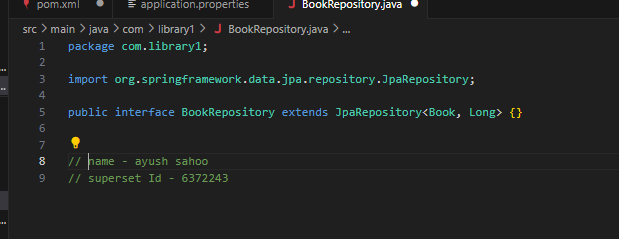 pom.xml application.properties BookRepository.java
src > main > java > com > library1 > BookRepository.java > ...
1 package com.library1;
2
3 import org.springframework.data.jpa.repository.JpaRepository;
4
5 public interface BookRepository extends JpaRepository<Book, Long> {}
6
7
8 // name - ayush sahoo
9 // superset Id - 6372243